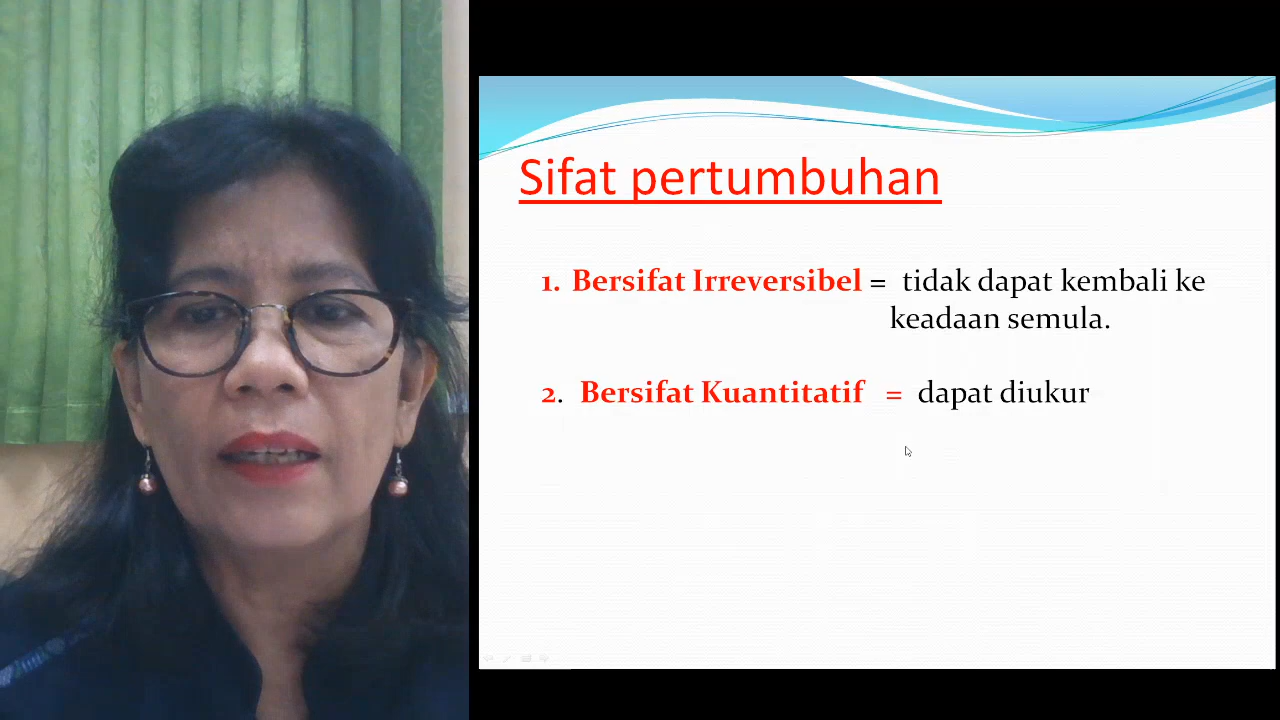 Sifat pertumbuhan
1. Bersifat Irreversibel = tidak dapat kembali ke
keadaan semula.
2. Bersifat Kuantitatif = dapat diukur